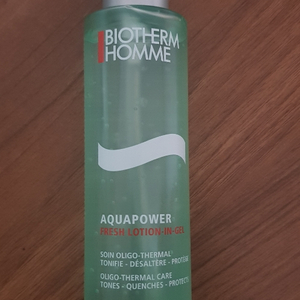 BIOTHERM
HOMME
AQUAPOWER
FRESH LOTION-IN-GEL
SOIN OLIGO-THERMAL
TONIFIE - DÉSALTÈRE - PROTÈGE
OLIGO-THERMAL CARE
TONES - QUENCHES - PROTECTS